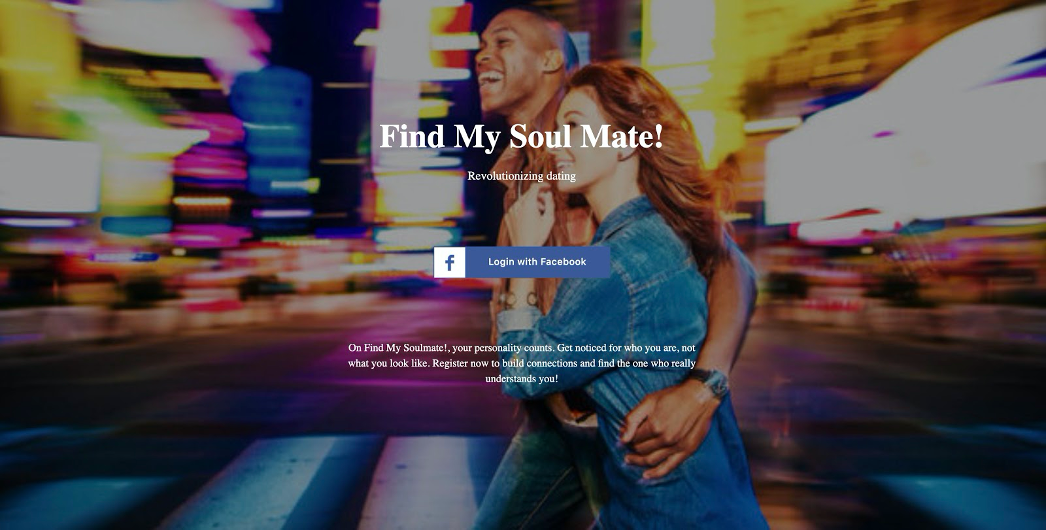 Find My Soul Mate!
Revolutionizing dating
f Login with Facebook
On Find My Soulmate!, your personality counts. Get noticed for who you are, not
what you look like. Register now to build connections and find the one who really
understands you!